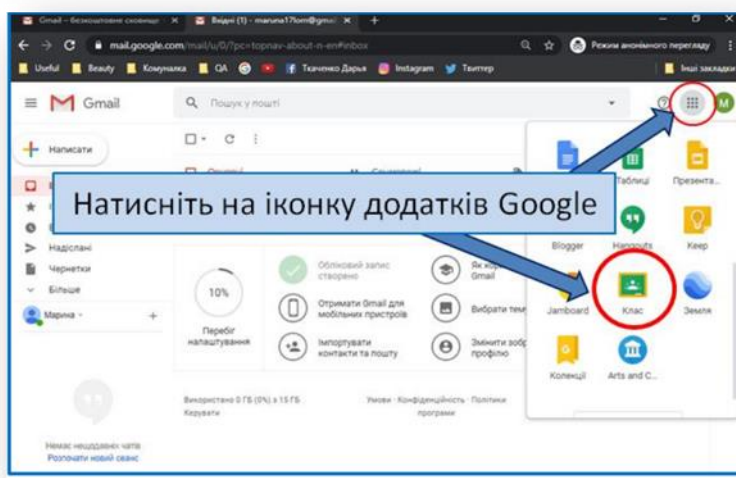 Gmail – безкоштовне сховище
Вхідні (1) - maruna17lom@gmai
mail.google.com/mail/u/0/?pc=topnav-about-n-en#inbox
Режим анонімного перегляду
Useful
Beauty
Комуналка
QA
Ткаченко Дарья
Instagram
Твиттер
Інші закладки
Gmail
Пошук у пошті
M
Написати
Таблиці
Презента...
Натисніть на іконку додатків Google
Надіслані
Чернетки
Більше
Марина
Blogger
Hangouts
Keep
Jamboard
Клас
Земля
Колекції
Arts and C...
10%
Перебіг
налаштування
Обліковий запис
створено
Gmail
Отримати Gmail для
мобільних пристроїв
Вибрати тему
Імпортувати
контакти та пошту
Змінити зобр
профілю
Використано 0 ГБ (0%) з 15 ГБ
Керувати
Умови · Конфіденційність · Політики
програми
Немає нещодавніх чатів
Розпочати новий сеанс